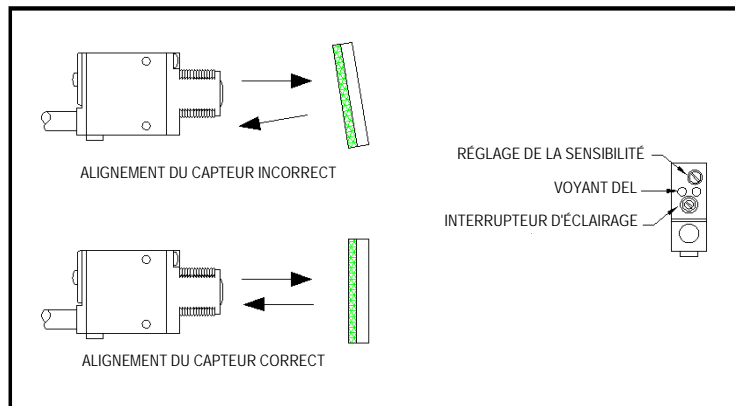 ALIGNEMENT DU CAPTEUR INCORRECT
RÉGLAGE DE LA SENSIBILITÉ
VOYANT DEL
INTERRUPTEUR D'ÉCLAIRAGE
ALIGNEMENT DU CAPTEUR CORRECT